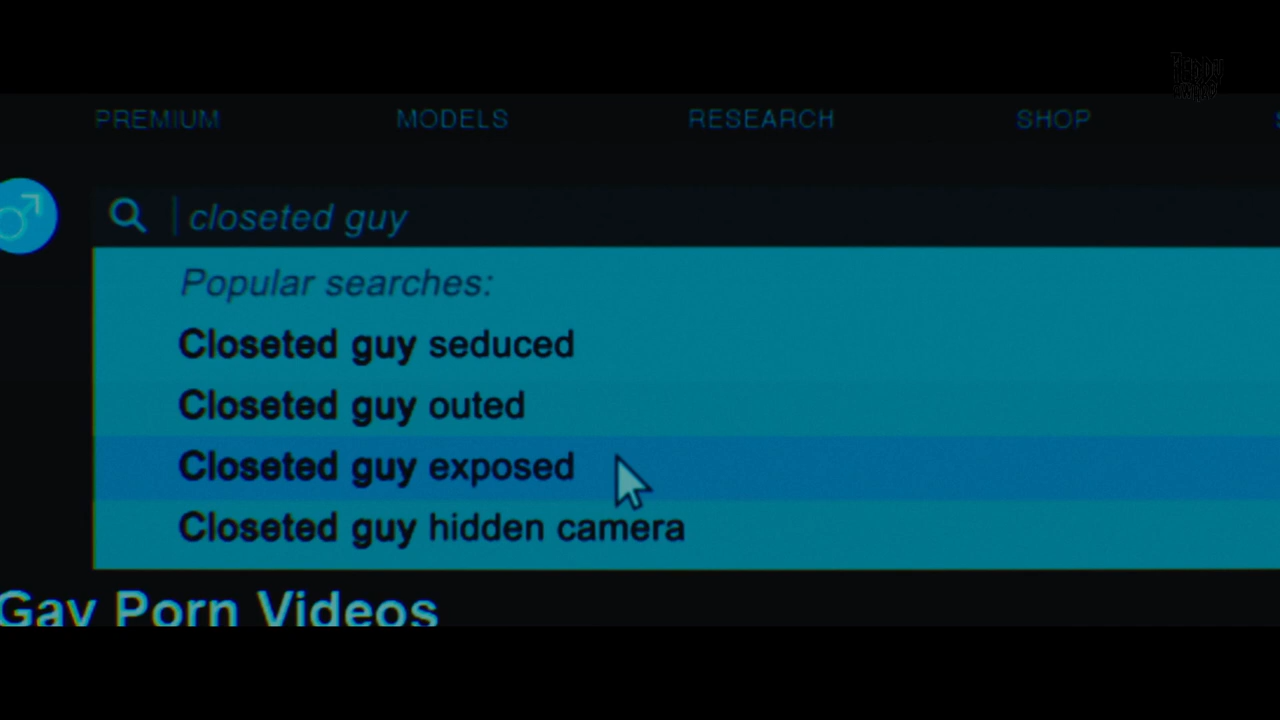 PREMIUM MODELS RESEARCH SHOP
closeted guy
Popular searches:
Closeted guy seduced
Closeted guy outed
Closeted guy exposed
Closeted guy hidden camera
Gay Porn Videos